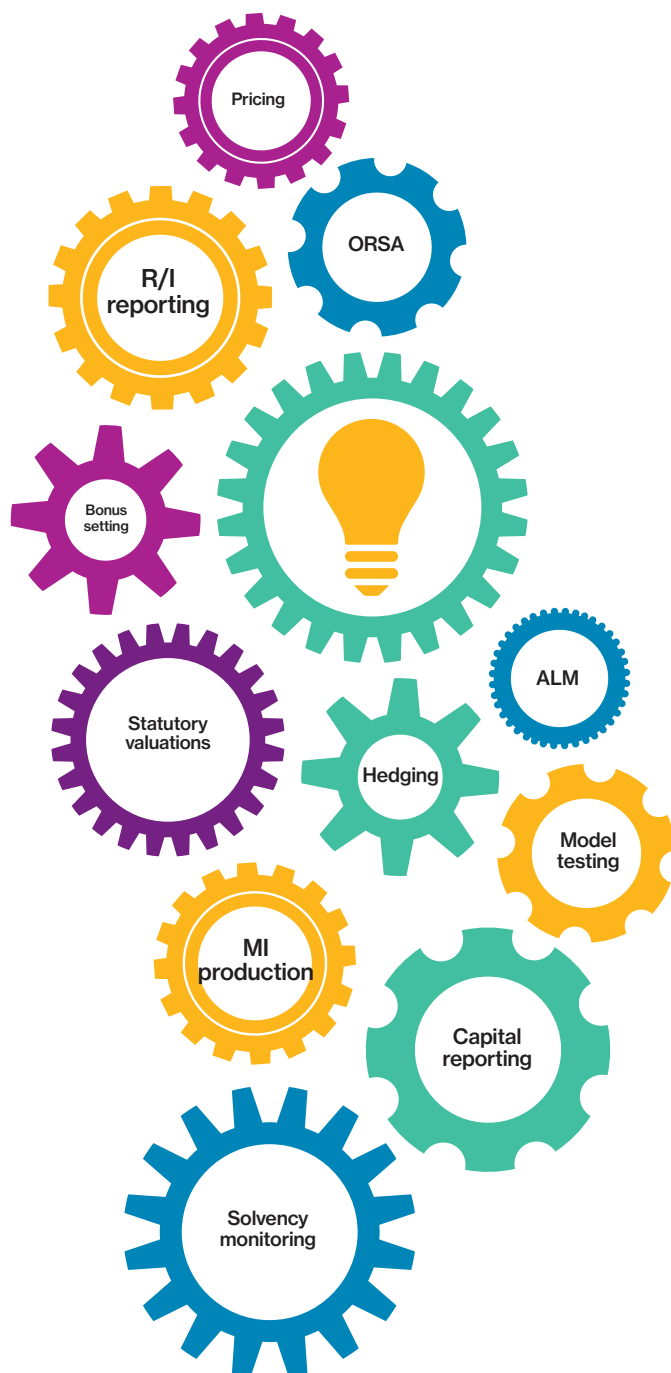 Pricing
ORSA
R/I
reporting
Bonus
setting
ALM
Statutory
valuations
Hedging
Model
testing
MI
production
Capital
reporting
Solvency
monitoring